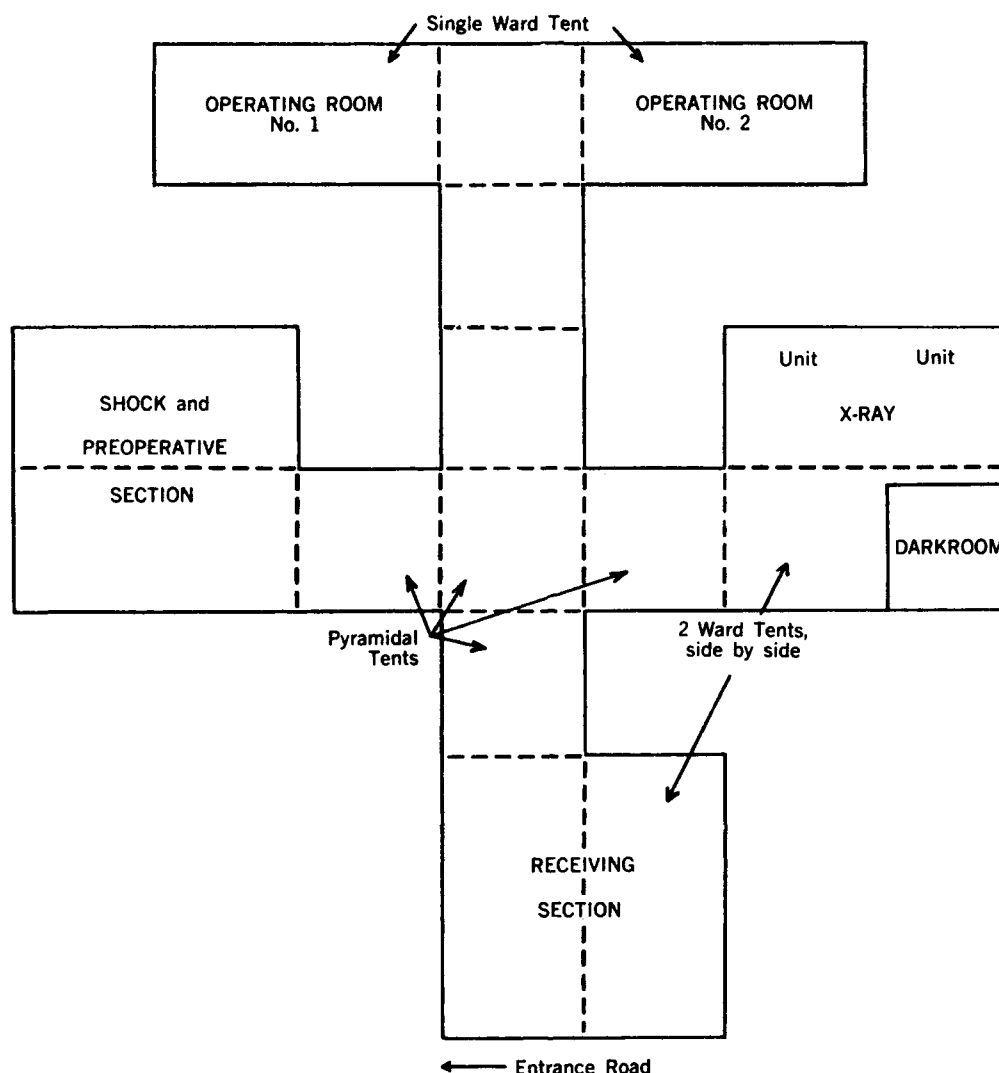 Single Ward Tent
OPERATING ROOM
No. 1
OPERATING ROOM
No. 2
SHOCK and
PREOPERATIVE
SECTION
Unit
Unit
X-RAY
DARKROOM
Pyramidal
Tents
2 Ward Tents,
side by side
RECEIVING
SECTION
Entrance Road